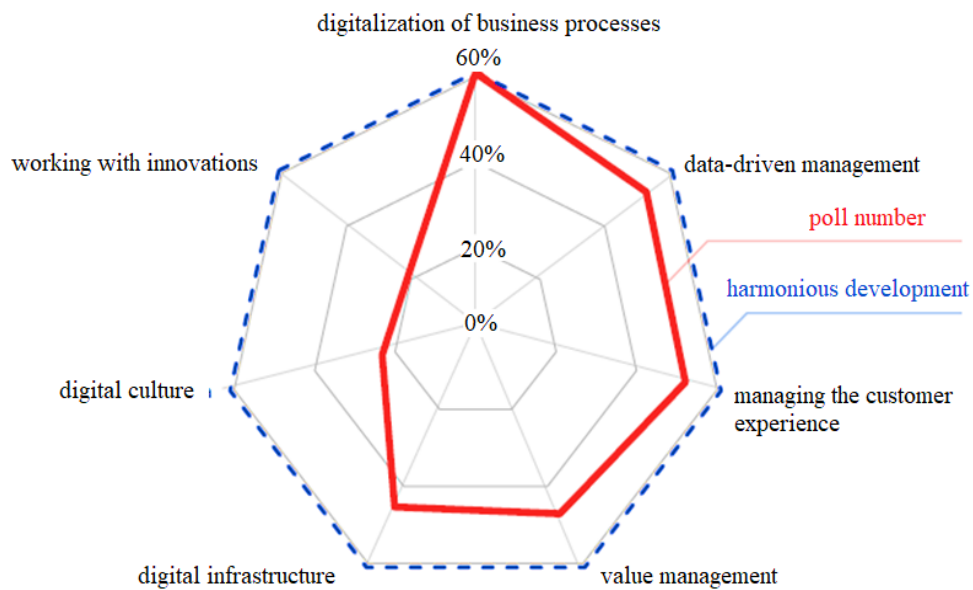 digitalization of business processes
60%
working with innovations
40%
data-driven management
poll number
20%
harmonious development
0%
digital culture
managing the customer
experience
digital infrastructure
value management